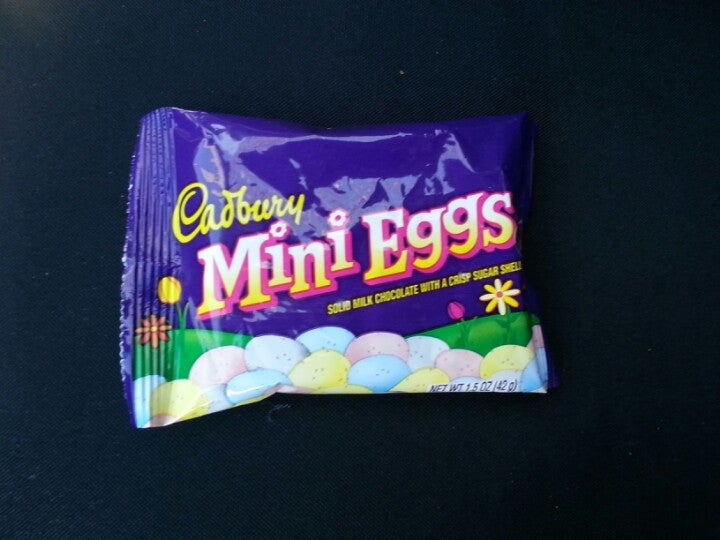 Cadbury
Mini Eggs
SOLID MILK CHOCOLATE WITH A CRISP SUGAR SHELL
NET WT 1.5 OZ (42 g)